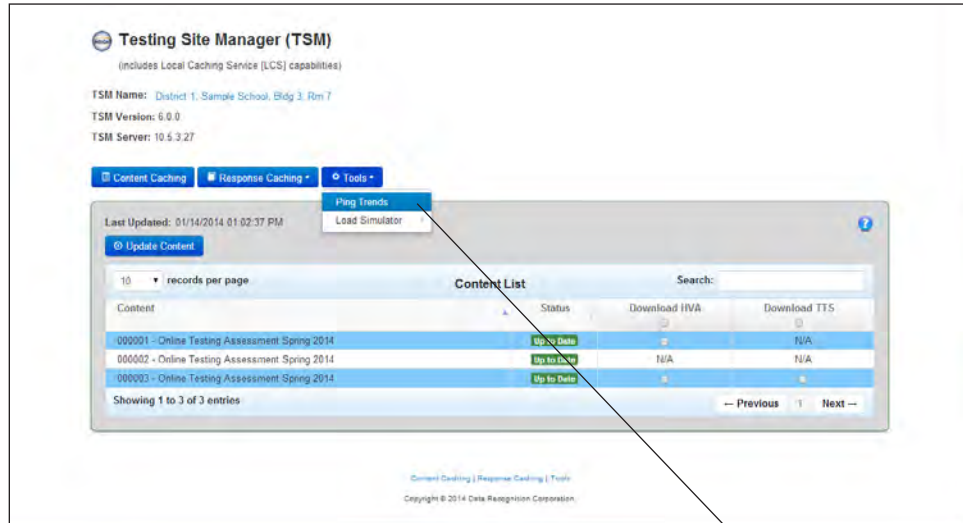 Testing Site Manager (TSM)
(includes Local Caching Service [LCS] capabilities)
TSM Name: District 1, Sample School, Bldg 3, Rm 7
TSM Version: 6.0.0
TSM Server: 10.5.3.27
Content Caching Response Caching Tools
Ping Trends
Load Simulator
Last Updated: 01/14/2014 01:02:37 PM
Update Content
10 records per page Content List Search:
Content Status Download HVA Download TTS
000001 - Online Testing Assessment Spring 2014 Up to Date N/A
000002 - Online Testing Assessment Spring 2014 Up to Date N/A N/A
000003 - Online Testing Assessment Spring 2014 Up to Date
Showing 1 to 3 of 3 entries ← Previous 1 Next →
Content Caching | Response Caching | Tools
Copyright © 2014 Data Recognition Corporation.